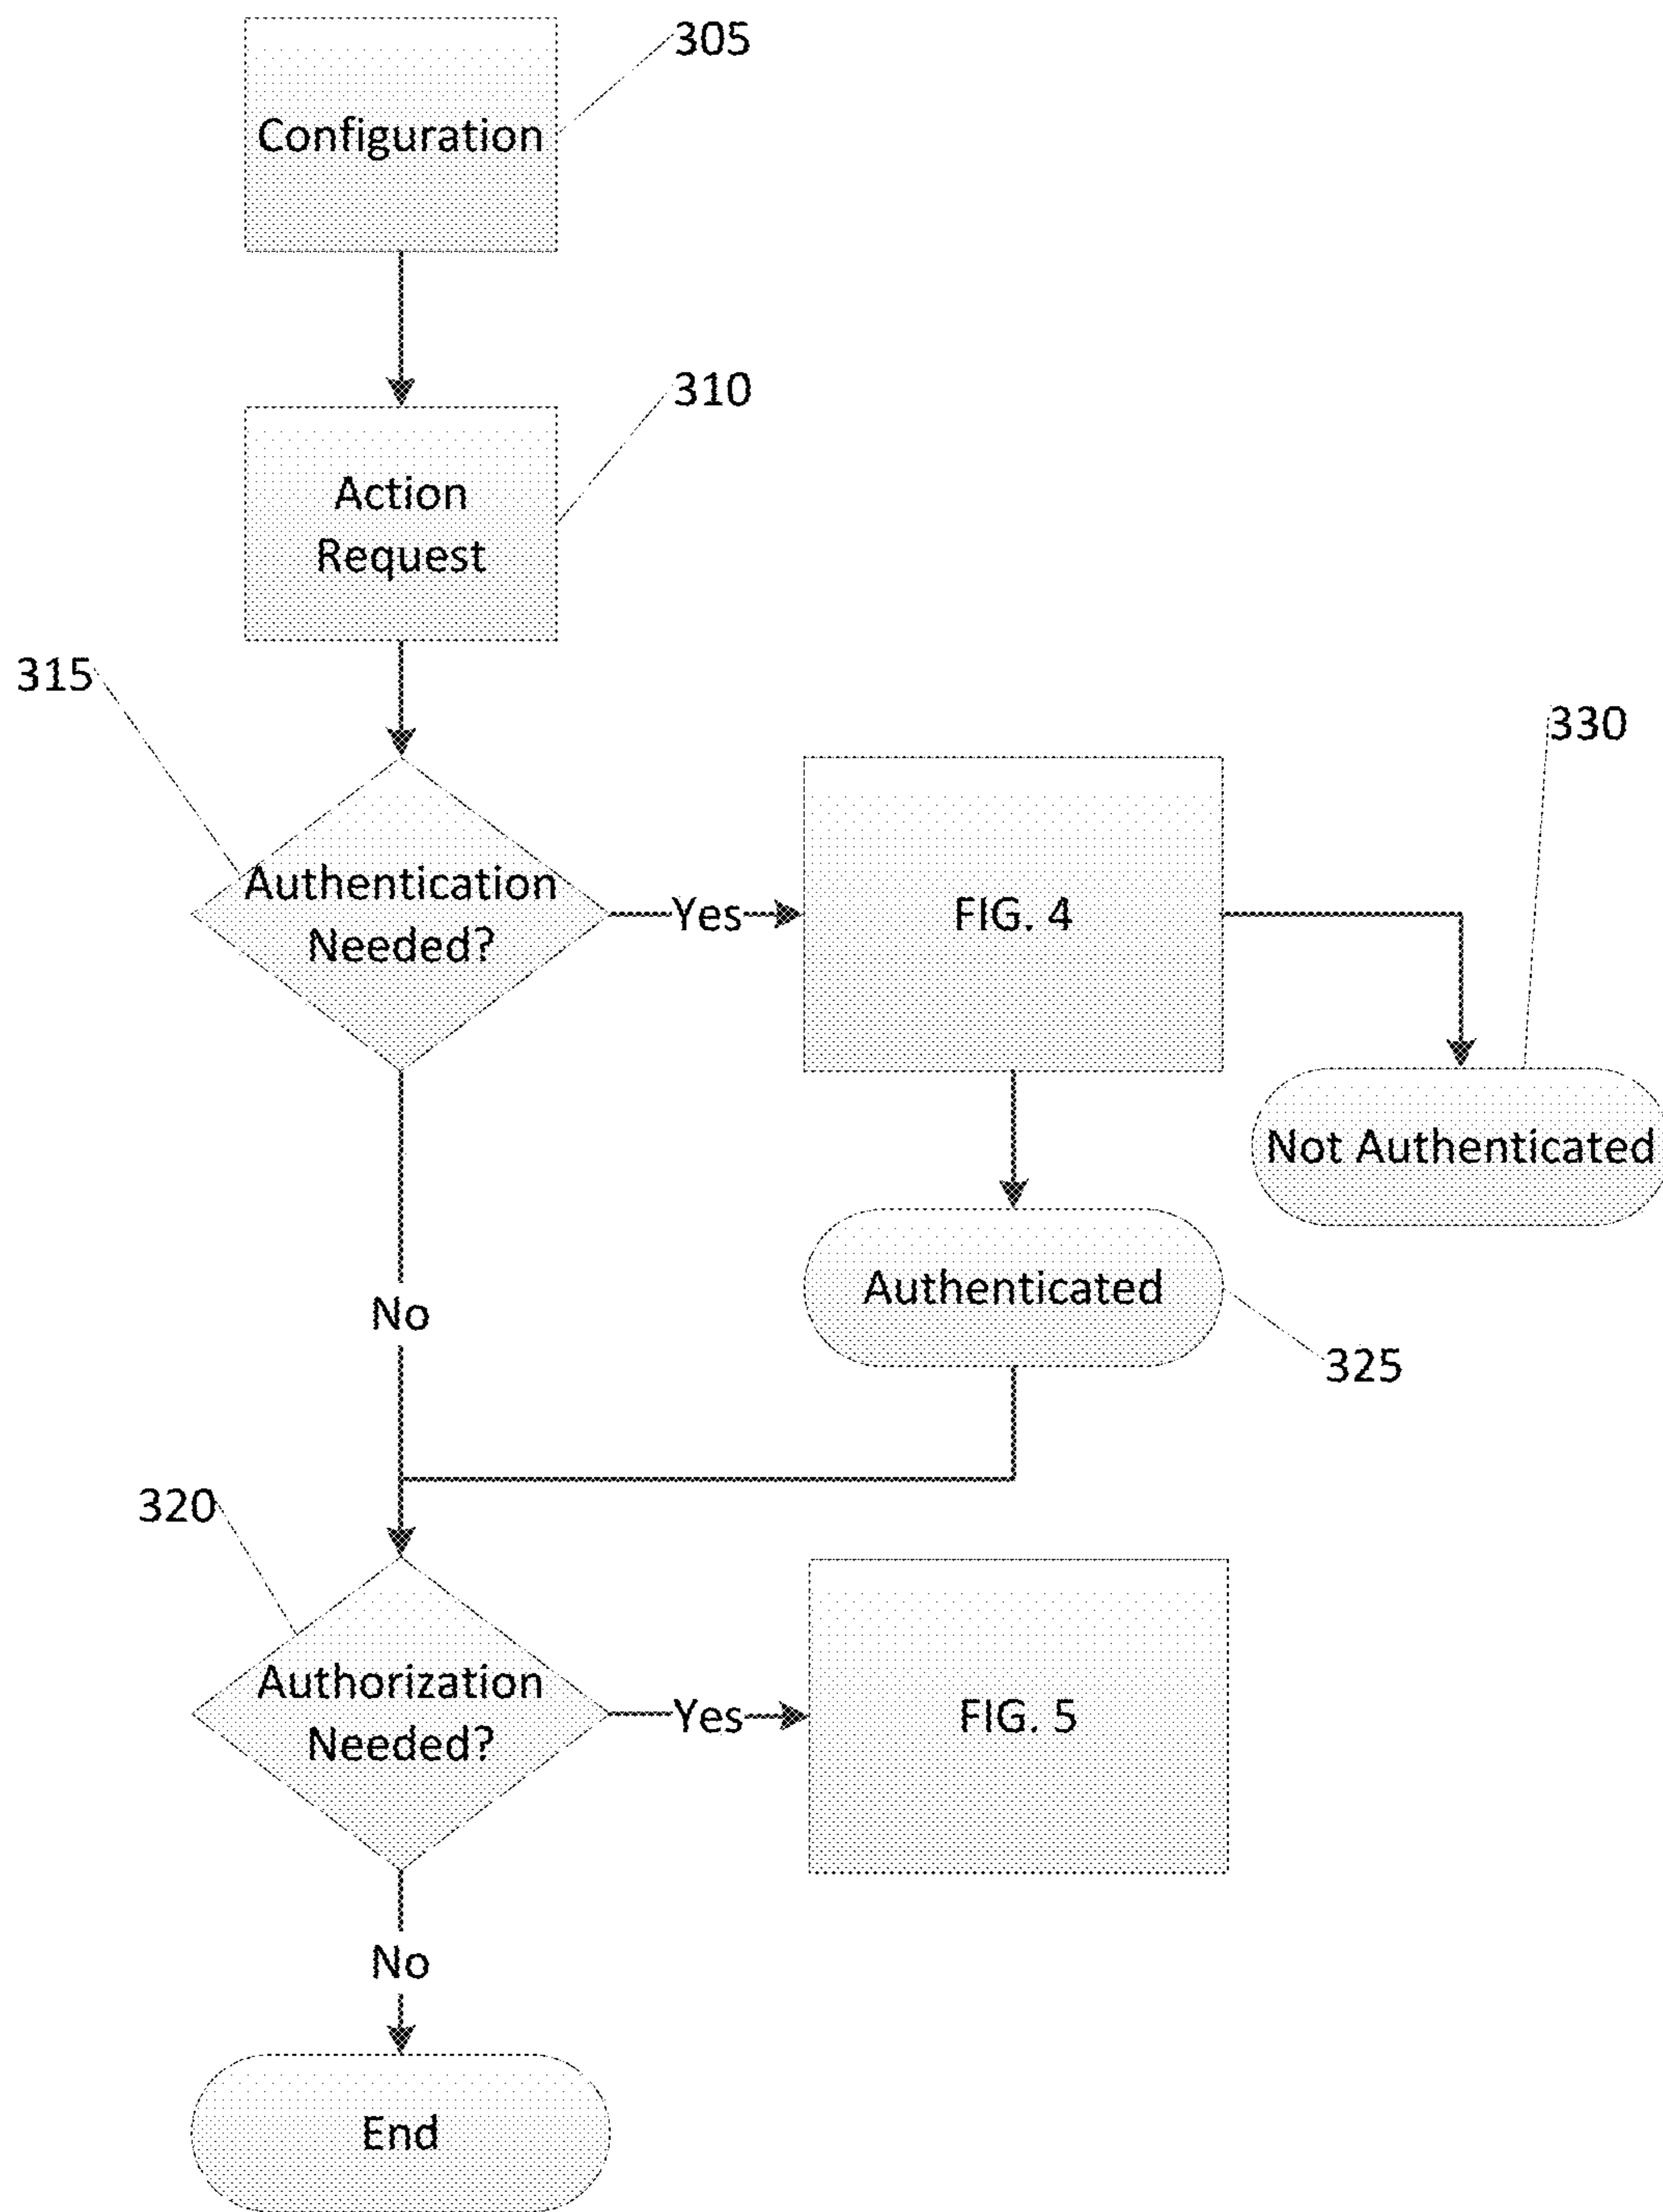 305
Configuration
310
Action
Request
315
330
Authentication
Needed?
Yes
FIG. 4
Not Authenticated
Authenticated
No
325
320
Authorization
Needed?
Yes
FIG. 5
No
End